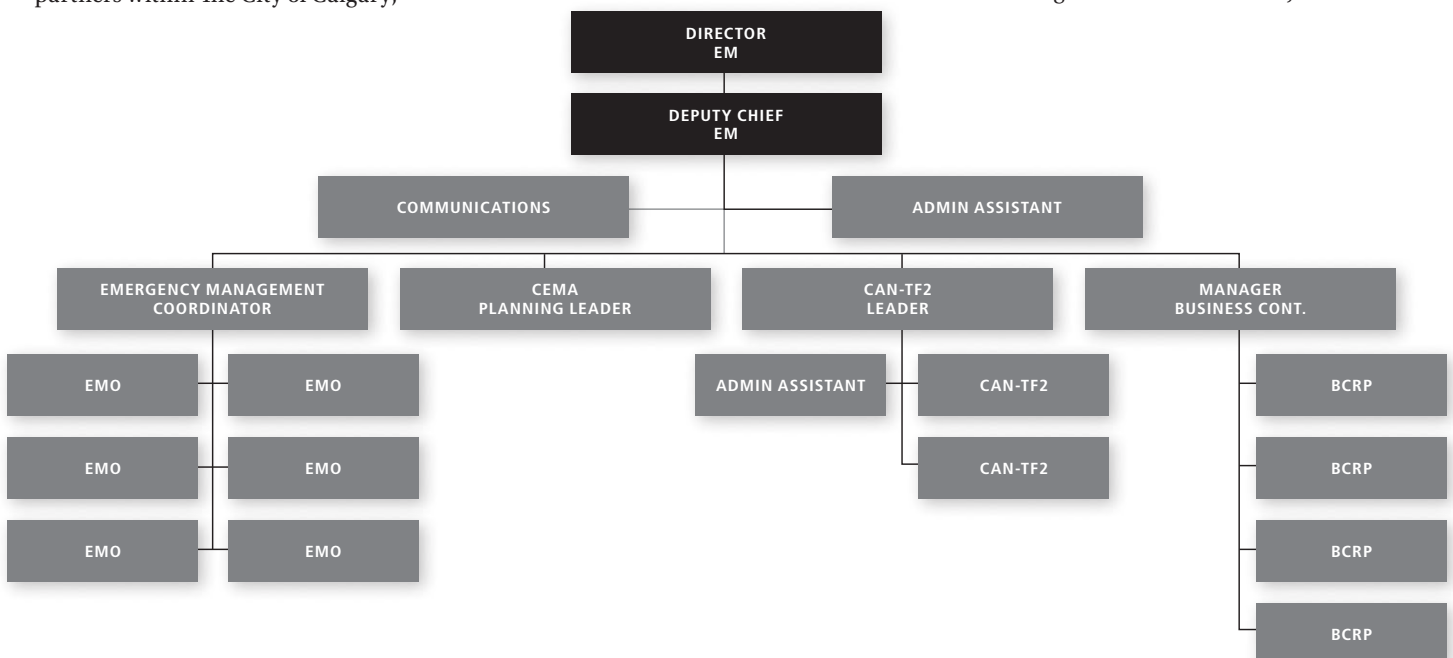 partners within the City of Calgary,
DIRECTOR
EM
DEPUTY CHIEF
EM
COMMUNICATIONS
ADMIN ASSISTANT
EMERGENCY MANAGEMENT
COORDINATOR
CEMA
PLANNING LEADER
CAN-TF2
LEADER
MANAGER
BUSINESS CONT.
EMO
EMO
ADMIN ASSISTANT
CAN-TF2
BCRP
EMO
EMO
CAN-TF2
BCRP
EMO
EMO
BCRP
BCRP